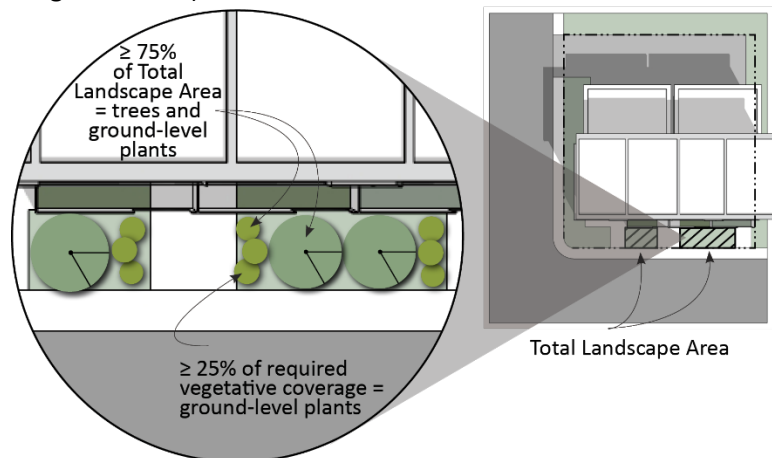 ≥ 75%
of Total
Landscape Area
= trees and
ground-level
plants
≥ 25% of required
vegetative coverage =
ground-level plants
Total Landscape Area